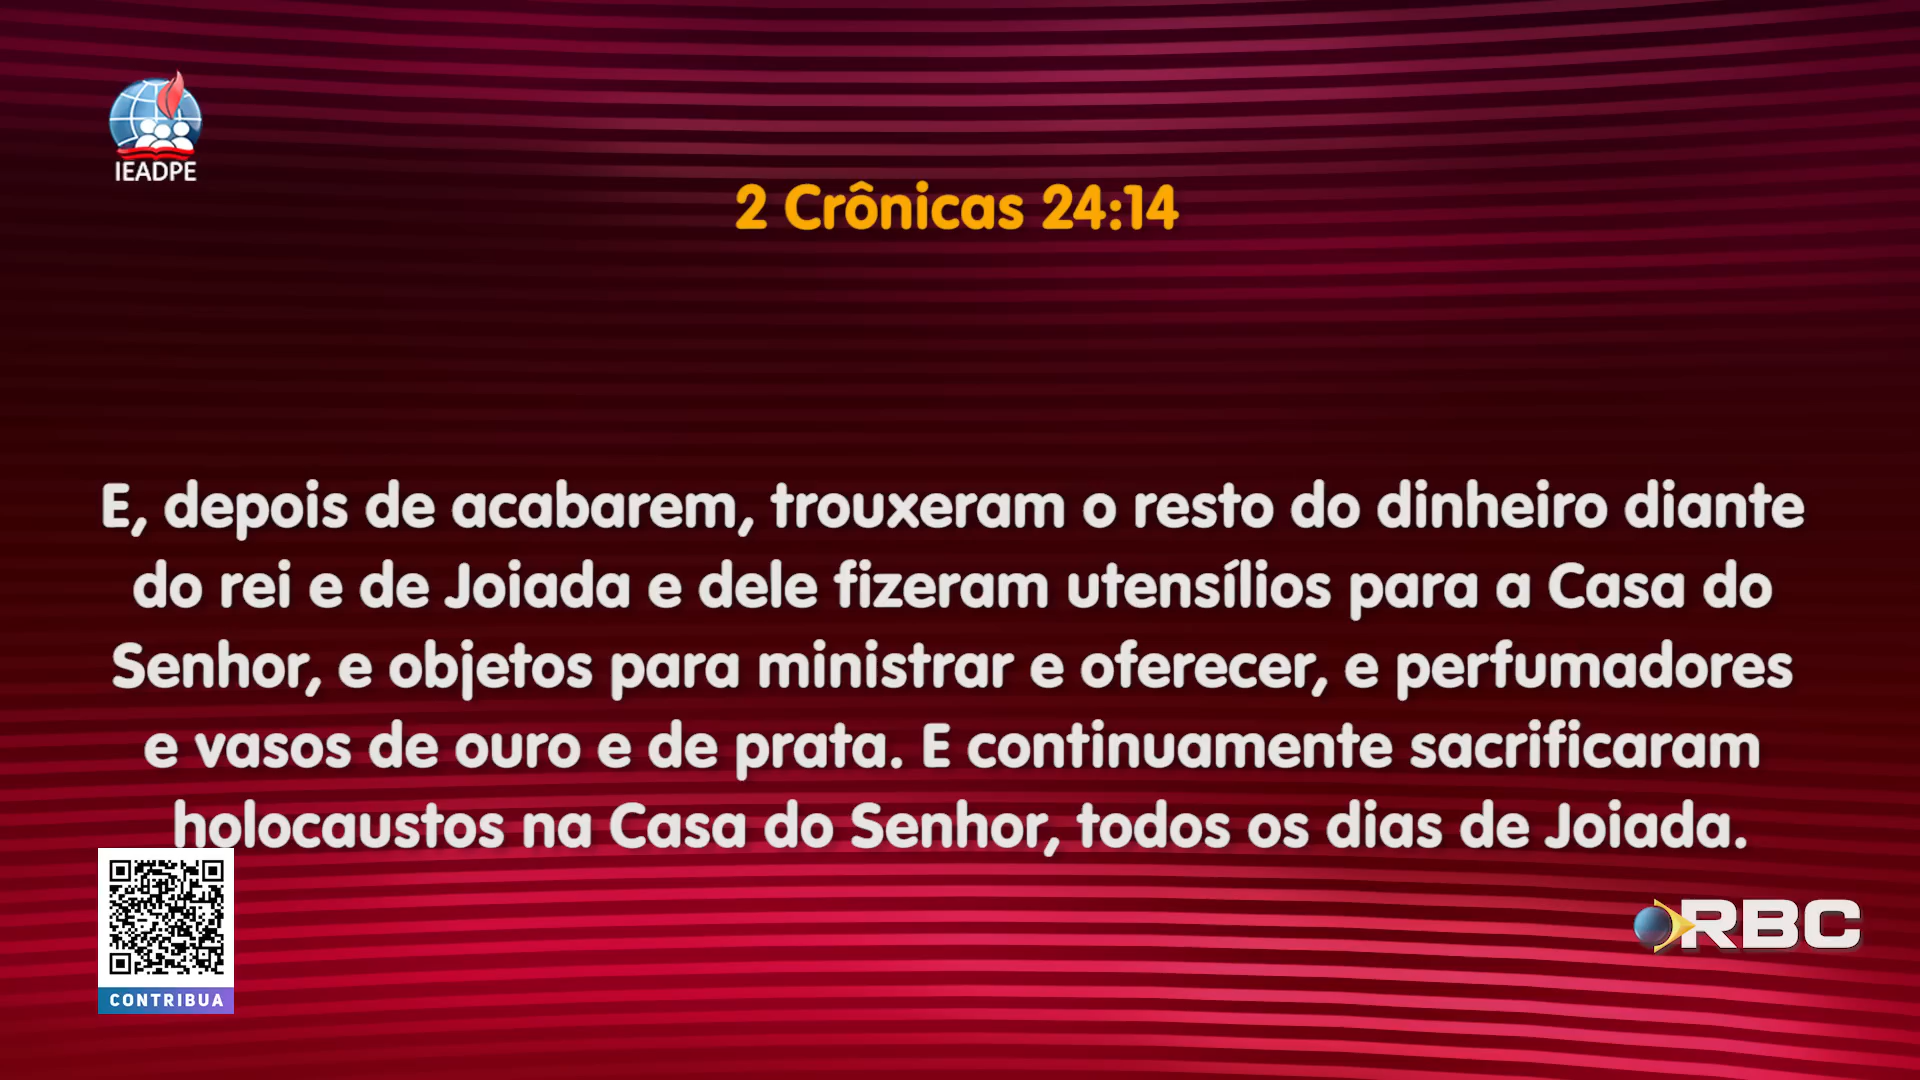 IEADPE
2 Crônicas 24:14
E, depois de acabarem, trouxeram o resto do dinheiro diante
do rei e de Joiada e dele fizeram utensílios para a Casa do
Senhor, e objetos para ministrar e oferecer, e perfumadores
e vasos de ouro e de prata. E continuamente sacrificaram
holocaustos na Casa do Senhor, todos os dias de Joiada.
CONTRIBUA
RBC